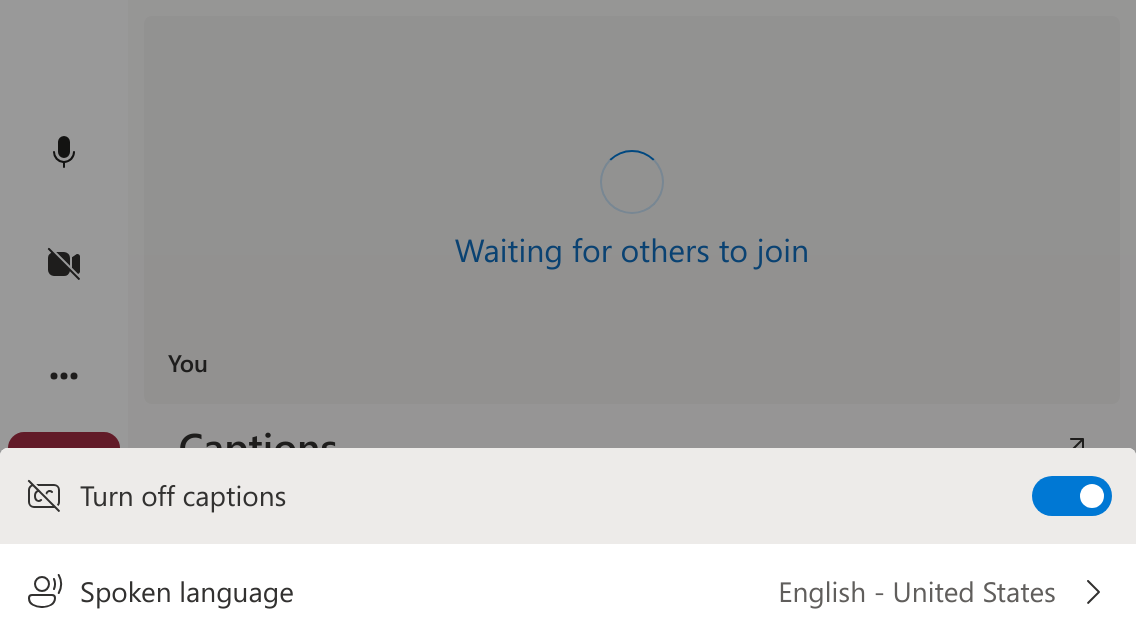 Waiting for others to join
You
Captions
Turn off captions
Spoken language English - United States